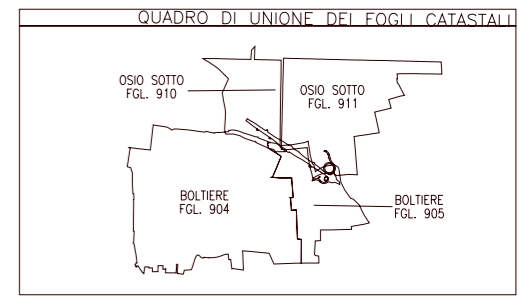 QUADRO DI UNIONE DEI FOGLI CATASTALI
OSIO SOTTO
FGL. 910
OSIO SOTTO
FGL. 911
BOLTIERE
FGL. 904
BOLTIERE
FGL. 905